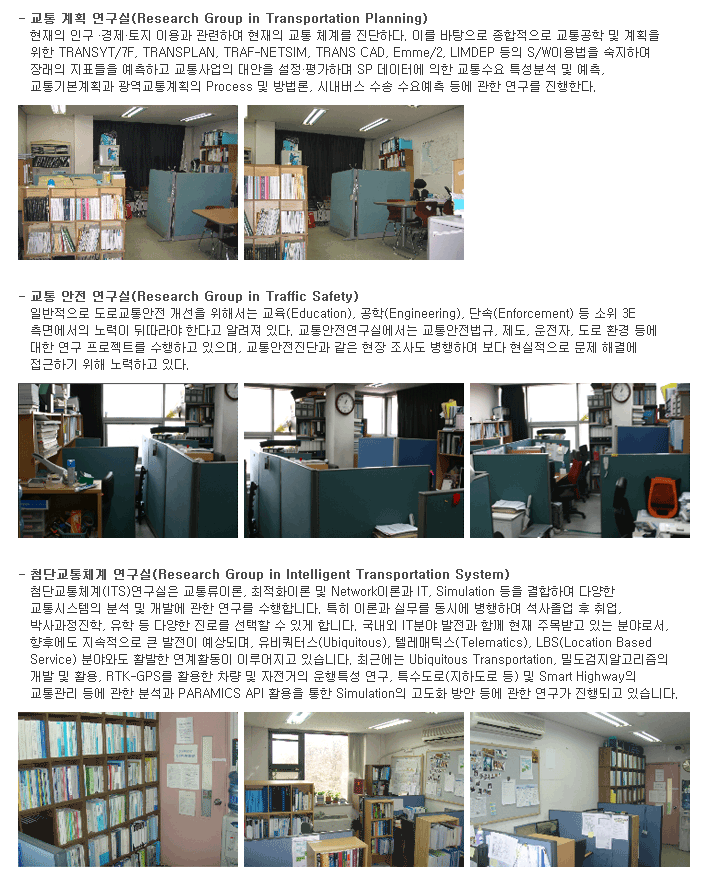 - 교통 계획 연구실(Research Group in Transportation Planning)
현재의 인구 ·경제·토지 이용과 관련하여 현재의 교통 체계를 진단하다. 이를 바탕으로 종합적으로 교통공학 및 계획을
위한 TRANSYT/7F, TRANSPLAN, TRAF-NETSIM, TRANS CAD, Emme/2, LIMDEP 등의 S/W이용법을 숙지하여
장래의 지표들을 예측하고 교통사업의 대안을 설정·평가하며 SP 데이터에 의한 교통수요 특성분석 및 예측,
교통기본계획과 광역교통계획의 Process 및 방법론, 시내버스 수송 수요예측 등에 관한 연구를 진행한다.
- 교통 안전 연구실(Research Group in Traffic Safety)
일반적으로 도로교통안전 개선을 위해서는 교육(Education), 공학(Engineering), 단속(Enforcement) 등 소위 3E
측면에서의 노력이 뒤따라야 한다고 알려져 있다. 교통안전연구실에서는 교통안전법규, 제도, 운전자, 도로 환경 등에
대한 연구 프로젝트를 수행하고 있으며, 교통안전진단과 같은 현장 조사도 병행하여 보다 현실적으로 문제 해결에
접근하기 위해 노력하고 있다.
- 첨단교통체계 연구실(Research Group in Intelligent Transportation System)
첨단교통체계(ITS)연구실은 교통류이론, 최적화이론 및 Network이론과 IT, Simulation 등을 결합하여 다양한
교통시스템의 분석 및 개발에 관한 연구를 수행합니다. 특히 이론과 실무를 동시에 병행하여 석사졸업 후 취업,
박사과정진학, 유학 등 다양한 진로를 선택할 수 있게 합니다. 국내외 IT분야 발전과 함께 현재 주목받고 있는 분야로서,
향후에도 지속적으로 큰 발전이 예상되며, 유비쿼터스(Ubiquitous), 텔레매틱스(Telematics), LBS(Location Based
Service) 분야와도 활발한 연계활동이 이루어지고 있습니다. 최근에는 Ubiquitous Transportation, 밀도검지알고리즘의
개발 및 활용, RTK-GPS를 활용한 차량 및 자전거의 운행특성 연구, 특수도로(지하도로 등) 및 Smart Highway의
교통관리 등에 관한 분석과 PARAMICS API 활용을 통한 Simulation의 고도화 방안 등에 관한 연구가 진행되고 있습니다.